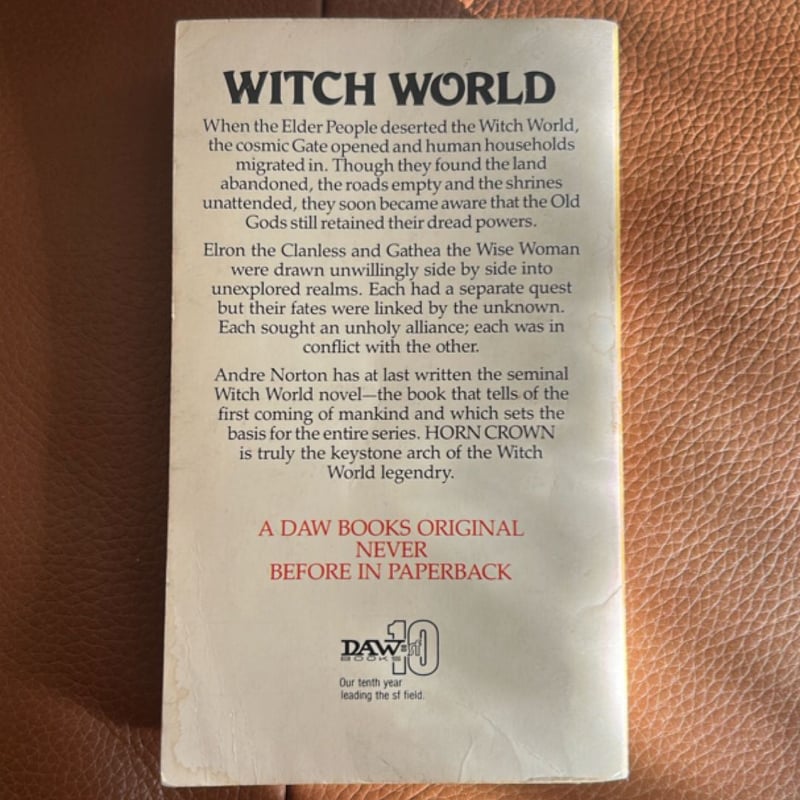 WITCH WORLD
When the Elder People deserted the Witch World,
the cosmic Gate opened and human households
migrated in. Though they found the land
abandoned, the roads empty and the shrines
unattended, they soon became aware that the Old
Gods still retained their dread powers.
Elron the Clanless and Gathea the Wise Woman
were drawn unwillingly side by side into
unexplored realms. Each had a separate quest
but their fates were linked by the unknown.
Each sought an unholy alliance; each was in
conflict with the other.
Andre Norton has at last written the seminal
Witch World novel—the book that tells of the
first coming of mankind and which sets the
basis for the entire series. HORN CROWN
is truly the keystone arch of the Witch
World legendry.
A DAW BOOKS ORIGINAL
NEVER
BEFORE IN PAPERBACK
DAW sf 10
BOOKS
Our tenth year
leading the sf field.